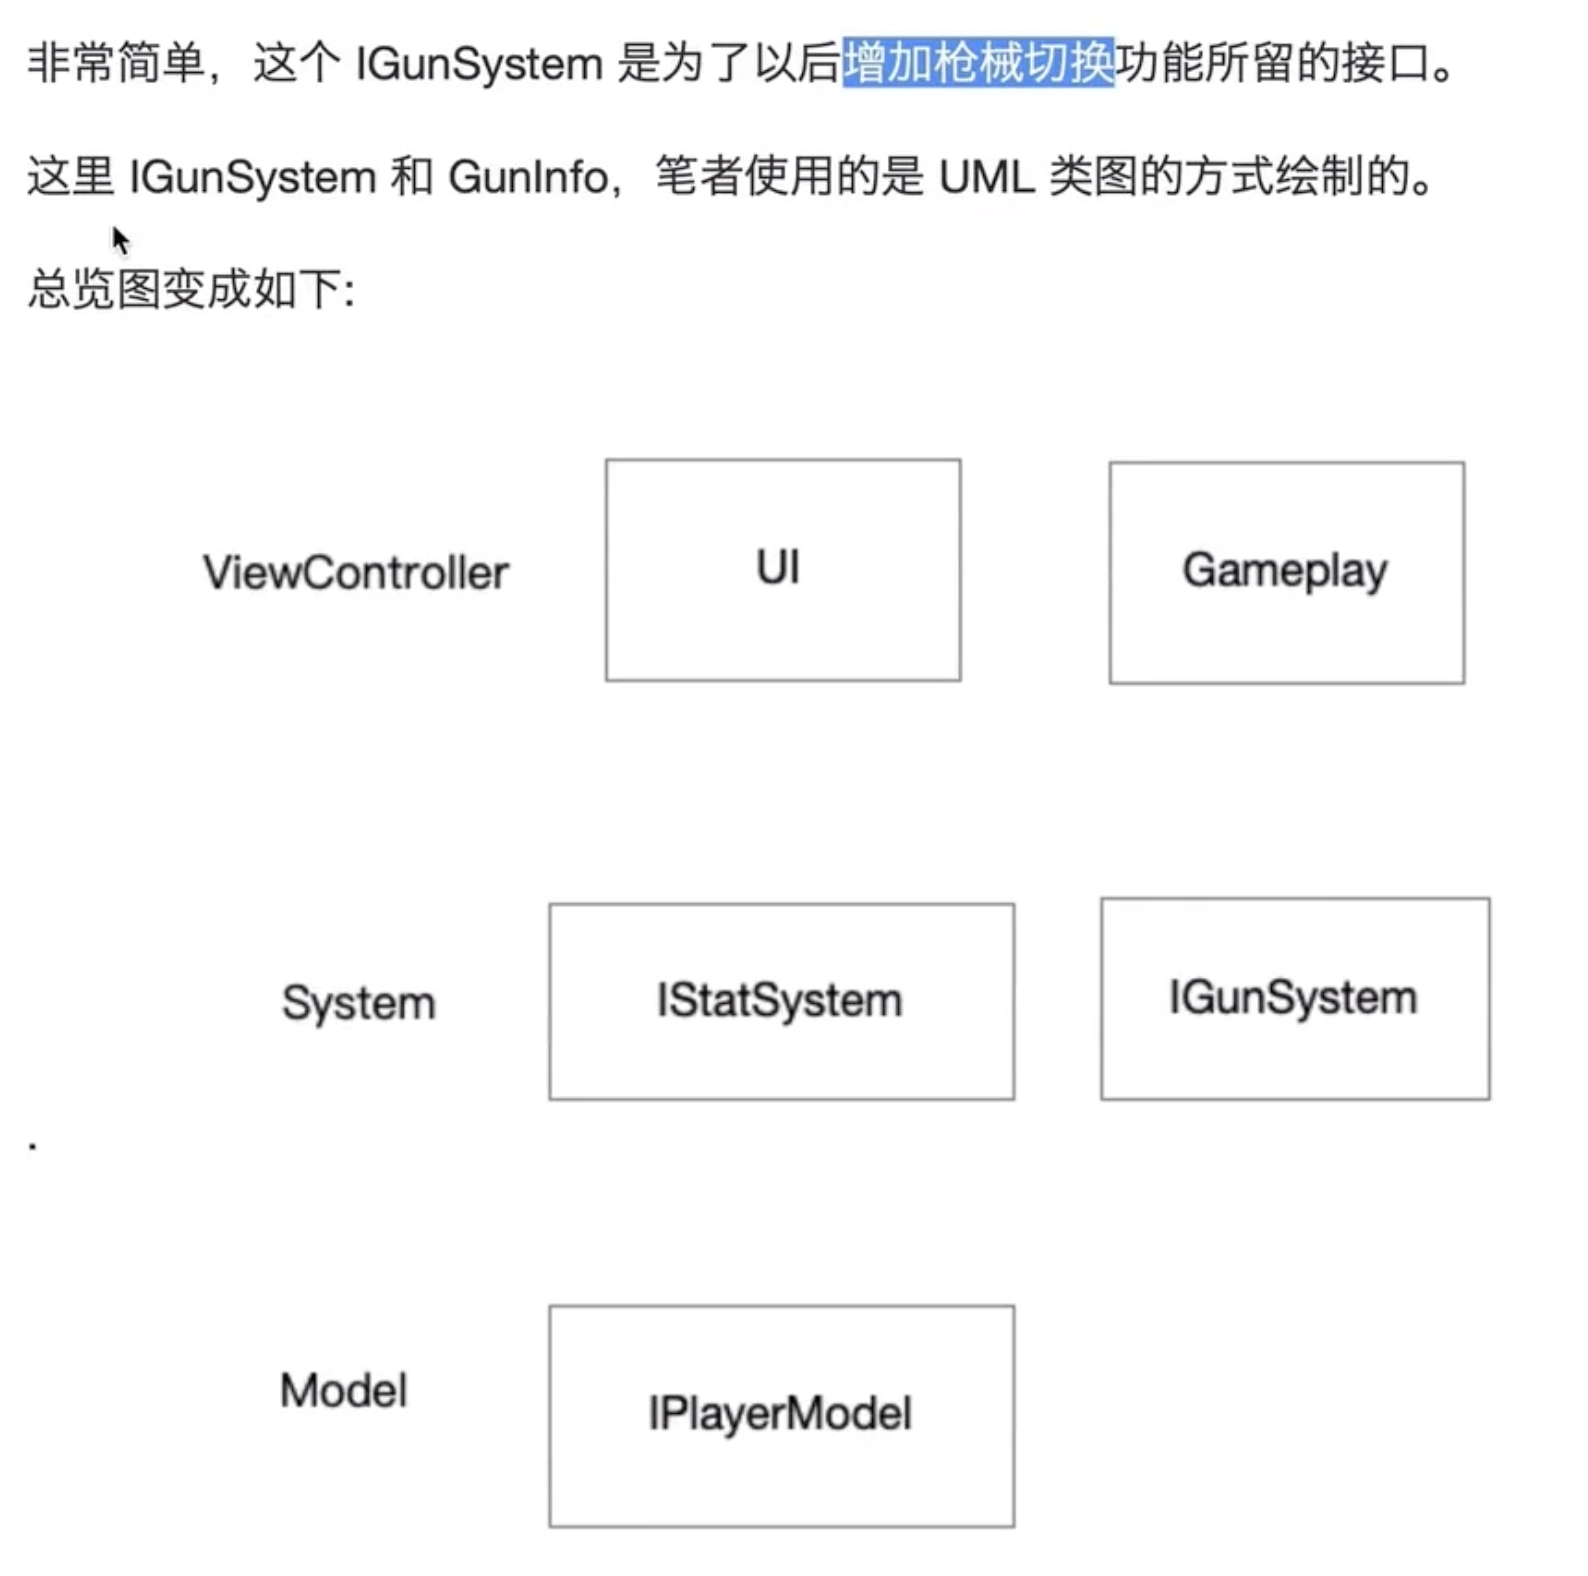 非常简单，这个 IGunSystem 是为了以后增加枪械切换功能所留的接口。
这里 IGunSystem 和 GunInfo，笔者使用的是 UML 类图的方式绘制的。
总览图变成如下:
ViewController
UI
Gameplay
System
IStatSystem
IGunSystem
.
Model
IPlayerModel